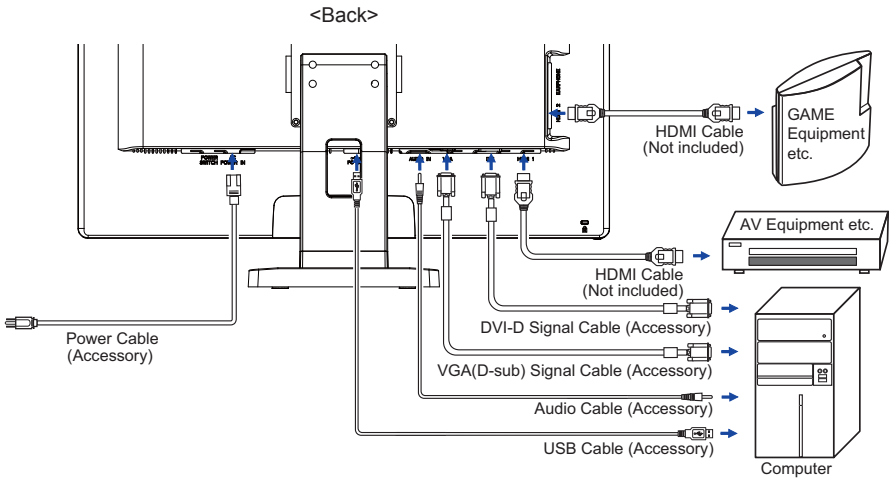 <Back>
EARPHONE
HDMI Cable
(Not included)
GAME
Equipment
etc.
POWER
SWITCH POWER IN
AV Equipment etc.
HDMI Cable
(Not included)
Power Cable
(Accessory)
DVI-D Signal Cable (Accessory)
VGA(D-sub) Signal Cable (Accessory)
Audio Cable (Accessory)
USB Cable (Accessory)
Computer